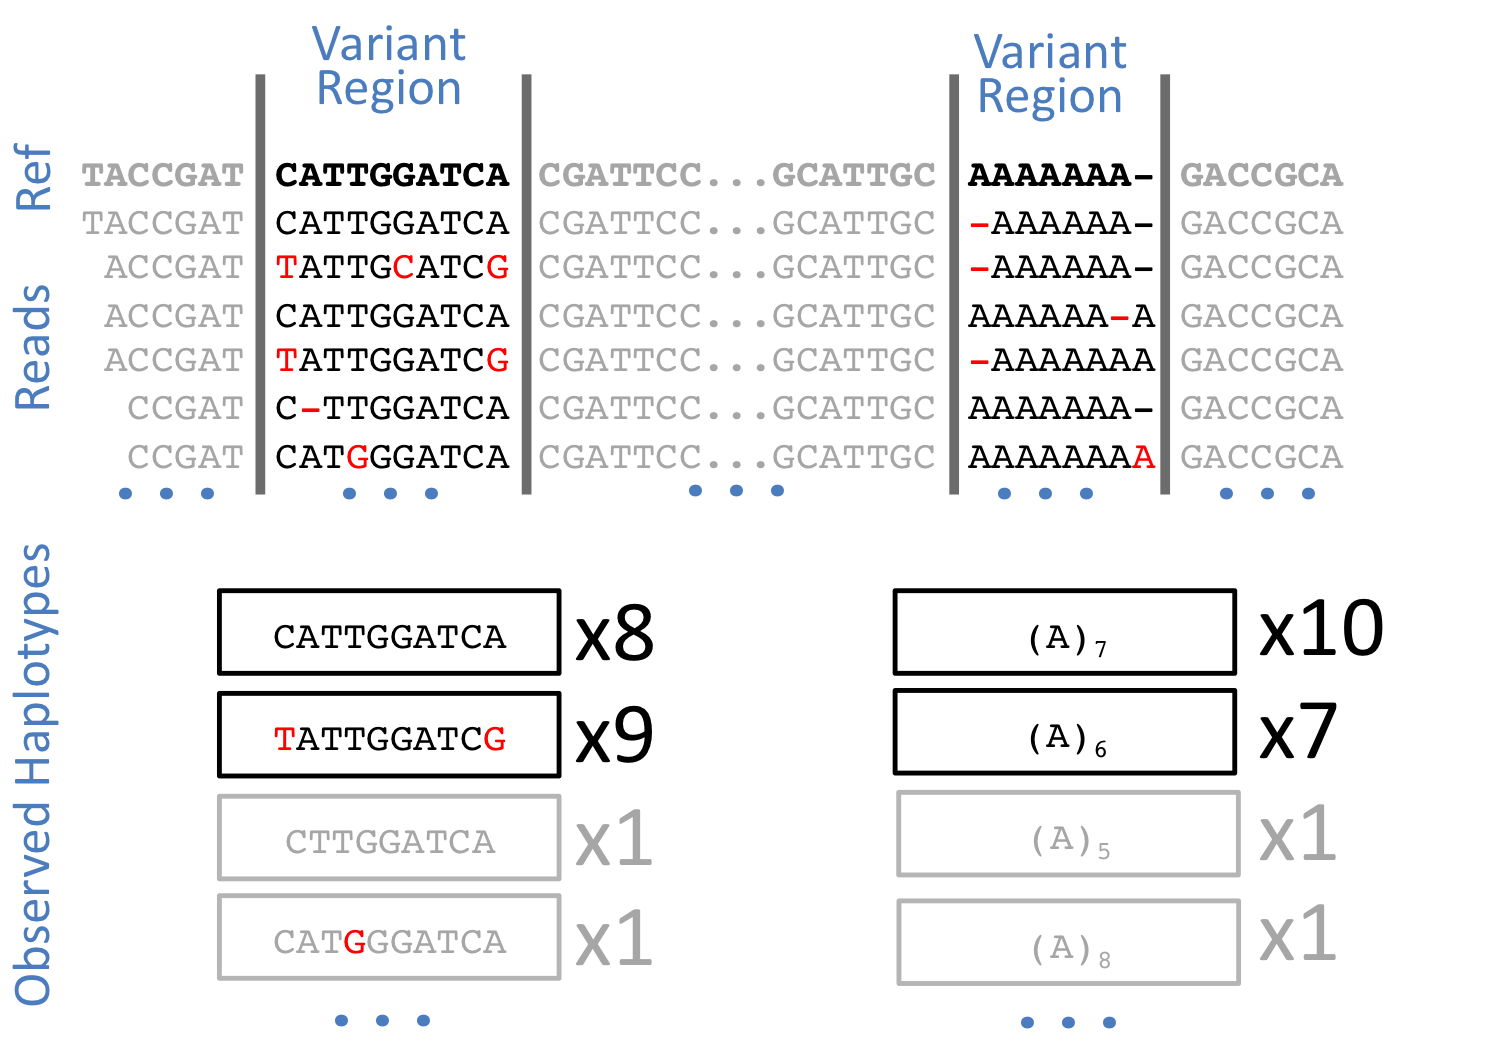 Variant Region
Variant Region
Ref
TACCGAT CATTGGATCA CGATTCC...GCATTGC AAAAAAA- GACCGCA
Reads
TACCGAT CATTGGATCA CGATTCC...GCATTGC -AAAAAA- GACCGCA
ACCGAT TATTGCATCG CGATTCC...GCATTGC -AAAAAA- GACCGCA
ACCGAT CATTGGATCA CGATTCC...GCATTGC AAAAAA-A GACCGCA
ACCGAT TATTGGATCG CGATTCC...GCATTGC -AAAAAAA GACCGCA
CCGAT C-TTGGATCA CGATTCC...GCATTGC AAAAAAA- GACCGCA
CCGAT CATGGGATCA CGATTCC...GCATTGC AAAAAAAA GACCGCA
... ... ... ... ...
Observed Haplotypes
CATTGGATCA x8 (A)7 x10
TATTGGATCG x9 (A)6 x7
CTTGGATCA x1 (A)5 x1
CATGGGATCA x1 (A)8 x1
... ...